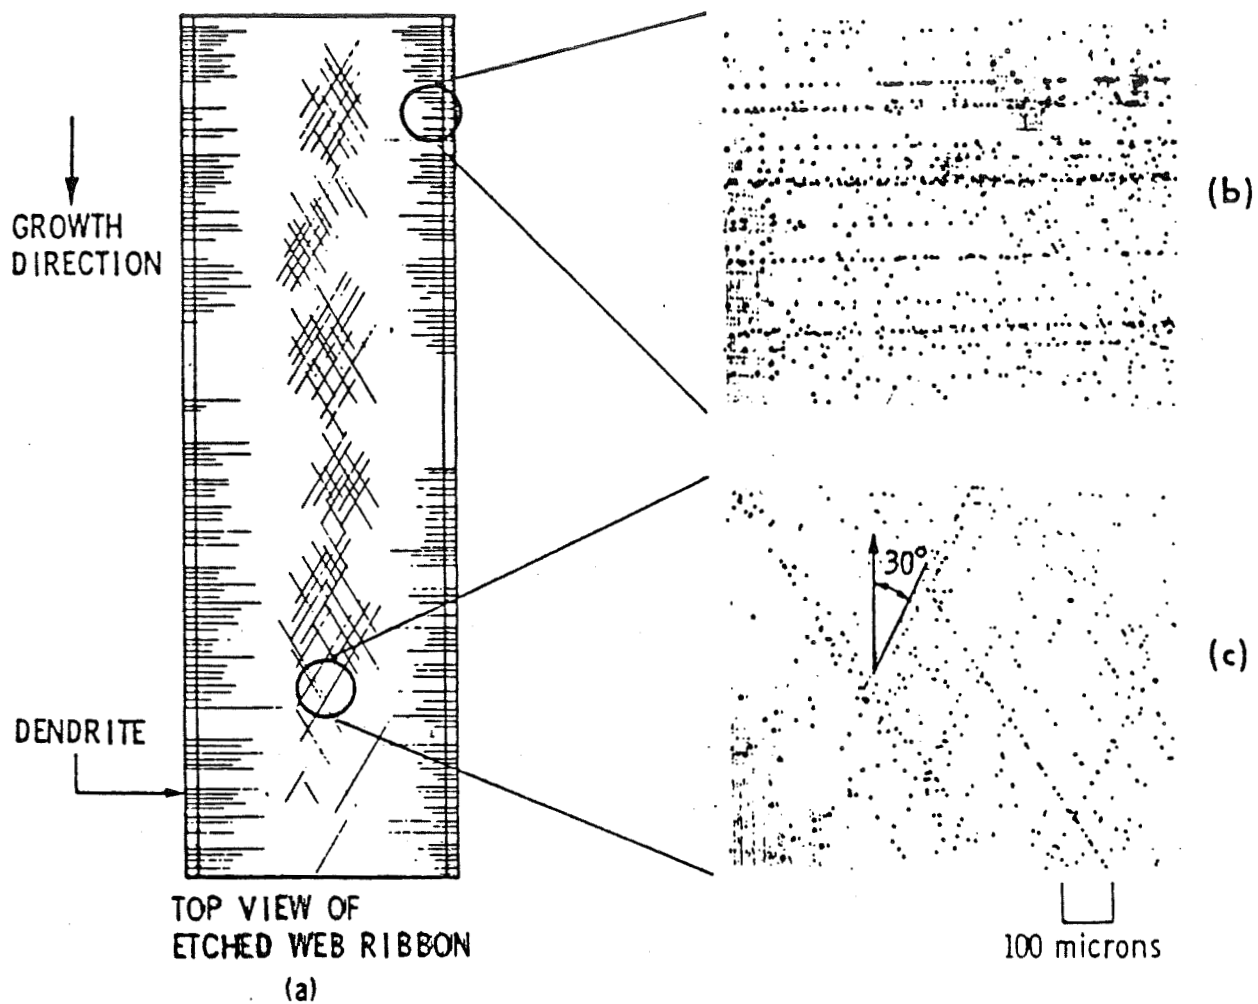 GROWTH
DIRECTION
DENDRITE
TOP VIEW OF
ETCHED WEB RIBBON
(a)
(b)
30°
(c)
100 microns